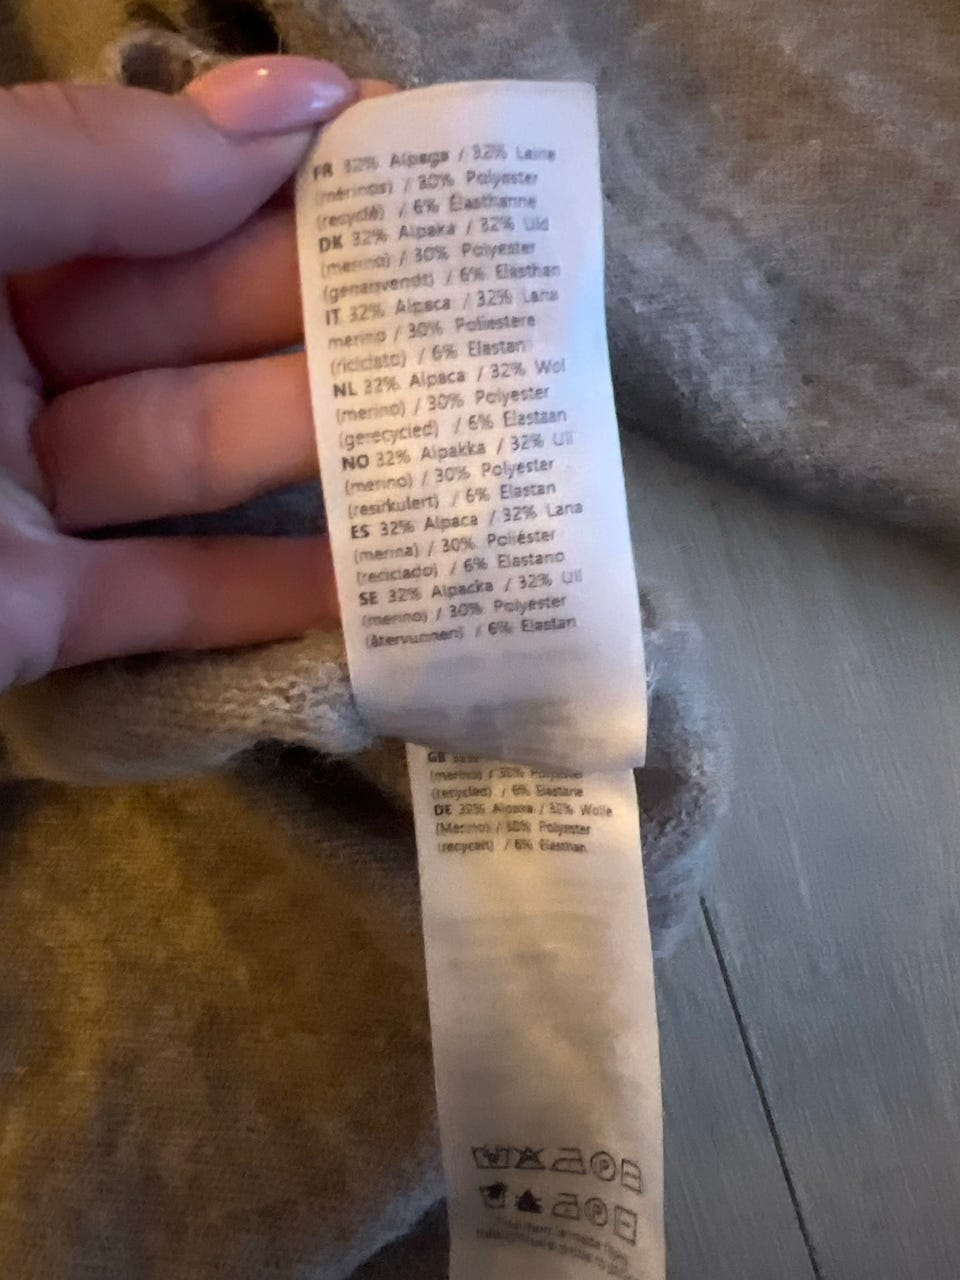 FR 32% Alpaga / 32% Laine
(mérinos) / 30% Polyester
(recyclé) / 6% Élasthanne
DK 32% Alpaka / 32% Uld
(merino) / 30% Polyester
(genanvendt) / 6% Elasthan
IT 32% Alpaca / 32% Lana
merino / 30% Poliestere
(riciclato) / 6% Elastan
NL 32% Alpaca / 32% Wol
(merino) / 30% Polyester
(gerecycled) / 6% Elastaan
NO 32% Alpakka / 32% Ull
(merino) / 30% Polyester
(resirkulert) / 6% Elastan
ES 32% Alpaca / 32% Lana
(merina) / 30% Poliéster
(reciclado) / 6% Elastano
SE 32% Alpacka / 32% Ull
(merino) / 30% Polyester
(återvunnen) / 6% Elastan
GB
(merino) / 30% Polyester
(recycled) / 6% Elastane
DE 32% Alpaka / 32% Wolle
(Merino) / 30% Polyester
(recycelt) / 6% Elasthan
P
P